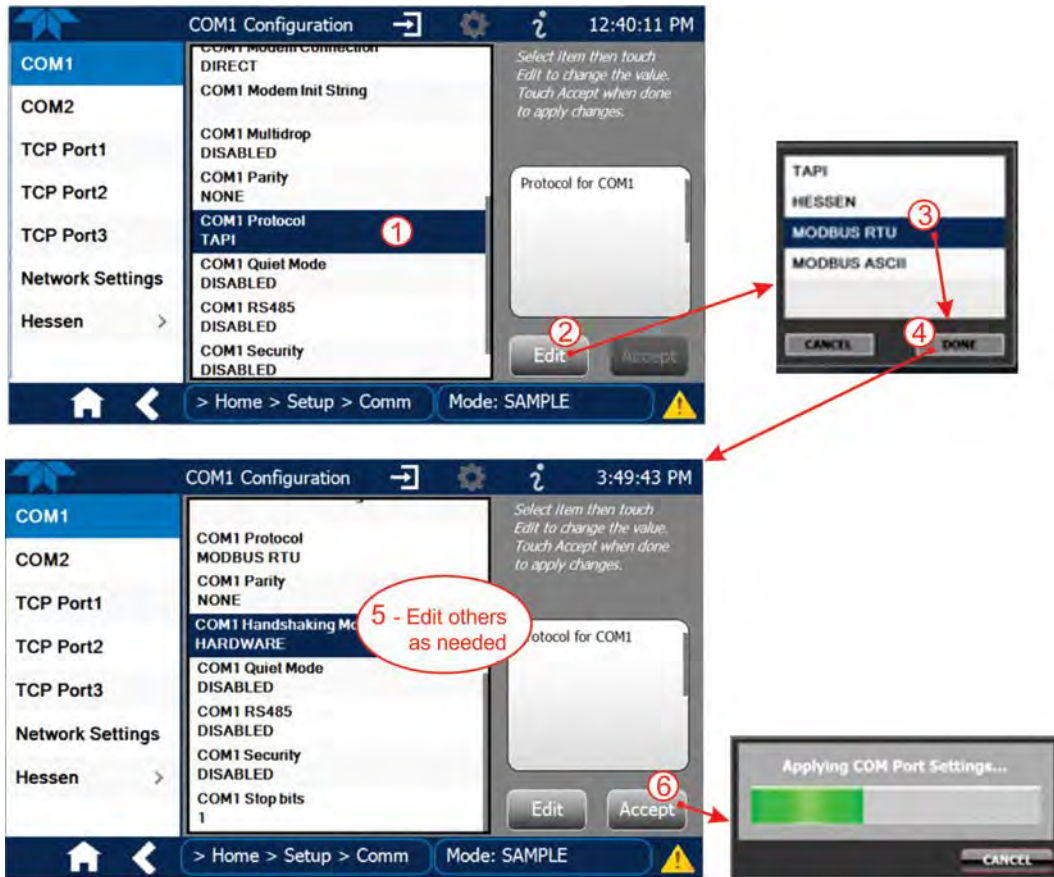 COM1 Configuration
12:40:11 PM
COM1
COM2
TCP Port1
TCP Port2
TCP Port3
Network Settings
Hessen >
COM1 Modem Connection
DIRECT
COM1 Modem Init String
COM1 Multidrop
DISABLED
COM1 Parity
NONE
COM1 Protocol
TAPI
1
COM1 Quiet Mode
DISABLED
COM1 RS485
DISABLED
COM1 Security
DISABLED
Select item then touch
Edit to change the value.
Touch Accept when done
to apply changes.
Protocol for COM1
2
Edit
Accept
> Home > Setup > Comm
Mode: SAMPLE
TAPI
HESSEN
3
MODBUS RTU
MODBUS ASCII
4
CANCEL
DONE
COM1 Configuration
3:49:43 PM
COM1
COM2
TCP Port1
TCP Port2
TCP Port3
Network Settings
Hessen >
COM1 Protocol
MODBUS RTU
COM1 Parity
NONE
COM1 Handshaking Mo
HARDWARE
COM1 Quiet Mode
DISABLED
COM1 RS485
DISABLED
COM1 Security
DISABLED
COM1 Stop bits
1
5 - Edit others
as needed
Select item then touch
Edit to change the value.
Touch Accept when done
to apply changes.
otocol for COM1
6
Edit
Accept
> Home > Setup > Comm
Mode: SAMPLE
Applying COM Port Settings...
CANCEL